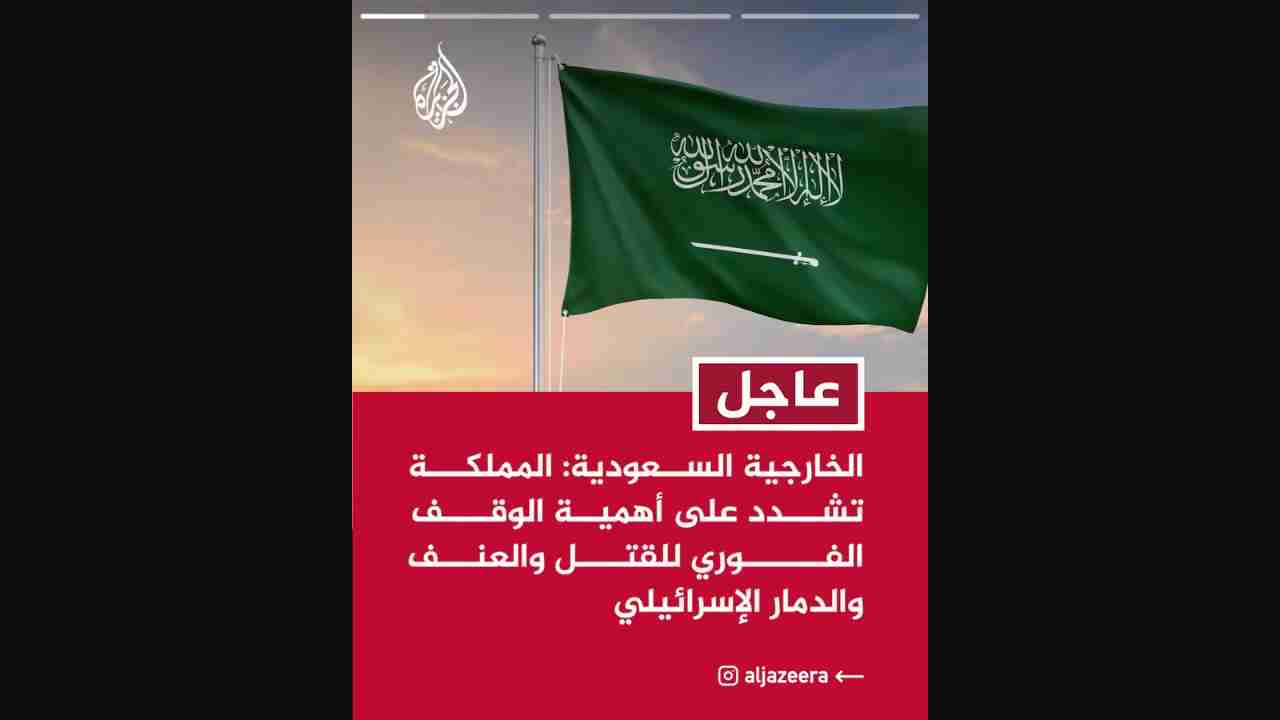 الجزيرة
لا إله إلا الله محمد رسول الله
عاجل
الخارجية السعودية: المملكة
تشدد على أهمية الوقف
الفوري للقتل والعنف
والدمار الإسرائيلي
aljazeera